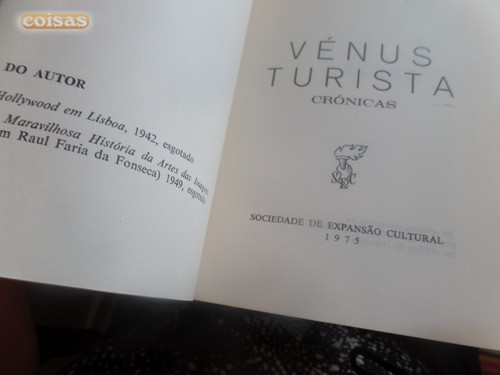 coisas
DO AUTOR
Hollywood em Lisboa, 1942, esgotado
Maravilhosa História da Artes das Imagens
m Raul Faria da Fonseca) 1949, esgotado
VÉNUS
TURISTA
CRÓNICAS
SOCIEDADE DE EXPANSÃO CULTURAL
1975